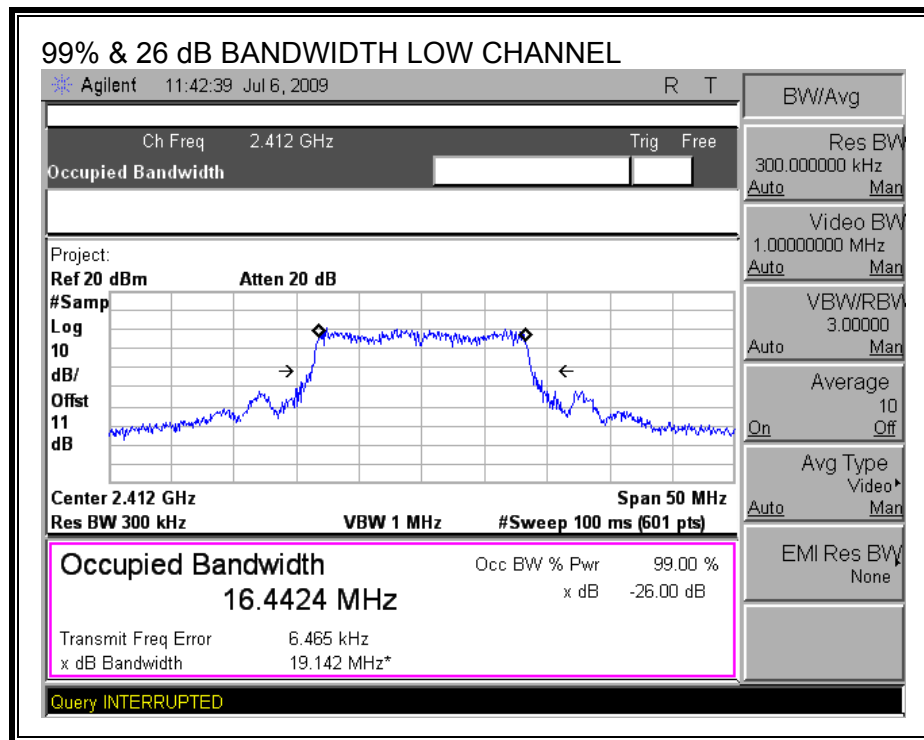 99% & 26 dB BANDWIDTH LOW CHANNEL
Agilent 11:42:39 Jul 6, 2009 R T
Ch Freq 2.412 GHz Trig Free
Occupied Bandwidth
Project:
Ref 20 dBm Atten 20 dB
#Samp
Log
10
dB/
Offst
11
dB
Center 2.412 GHz Span 50 MHz
Res BW 300 kHz VBW 1 MHz #Sweep 100 ms (601 pts)
Occupied Bandwidth Occ BW % Pwr 99.00 %
16.4424 MHz x dB -26.00 dB
Transmit Freq Error 6.465 kHz
x dB Bandwidth 19.142 MHz*
Query INTERRUPTED
BW/Avg
Res BW
300.000000 kHz
Auto Man
Video BW
1.00000000 MHz
Auto Man
VBW/RBW
3.00000
Auto Man
Average
10
On Off
Avg Type
Video
Auto Man
EMI Res BW
None